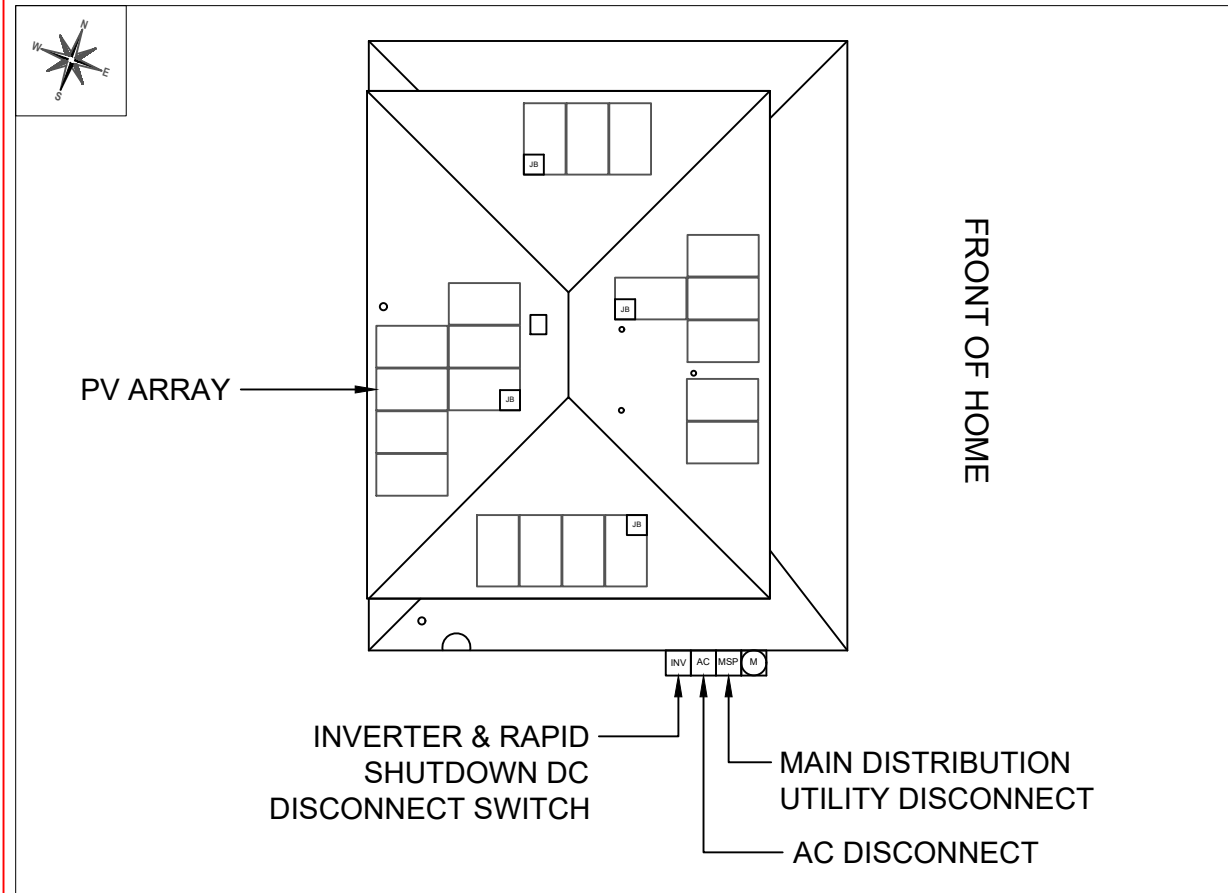 N
W
E
S
JB
JB
JB
JB
FRONT OF HOME
PV ARRAY
INV AC MSP M
INVERTER & RAPID
SHUTDOWN DC
DISCONNECT SWITCH
MAIN DISTRIBUTION
UTILITY DISCONNECT
AC DISCONNECT